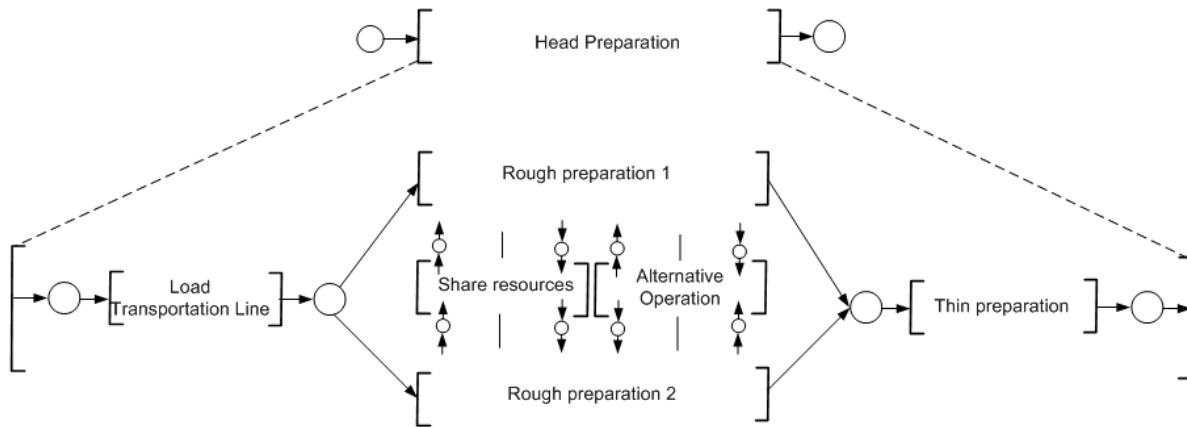 Head Preparation
Rough preparation 1
Load
Transportation Line
Share resources
Alternative
Operation
Thin preparation
Rough preparation 2